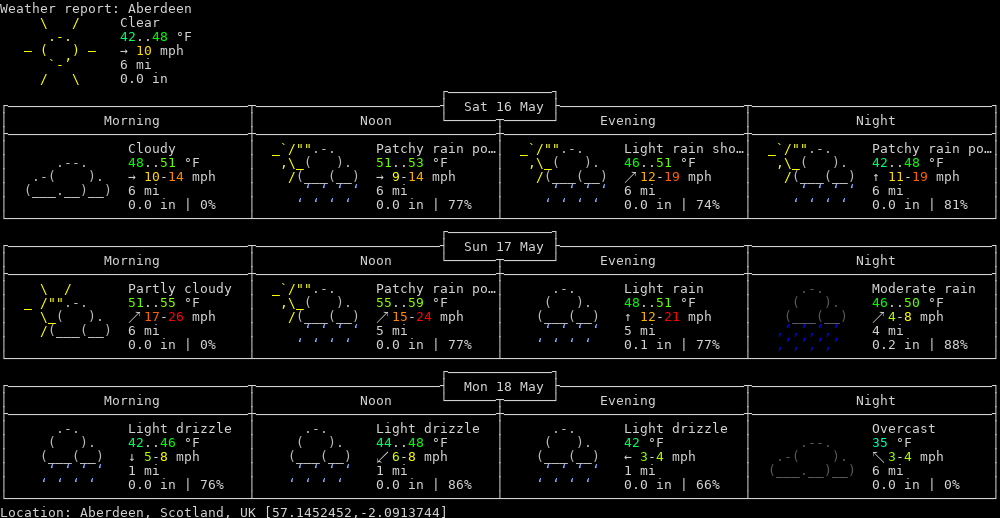 Weather report: Aberdeen
Clear
42..48 °F
→ 10 mph
6 mi
0.0 in
Sat 16 May
Morning Noon Evening Night
Cloudy Patchy rain po… Light rain sho… Patchy rain po…
48..51 °F 51..53 °F 46..51 °F 42..48 °F
→ 10-14 mph → 9-14 mph ↗ 12-19 mph ↑ 11-19 mph
6 mi 6 mi 6 mi 6 mi
0.0 in | 0% 0.0 in | 77% 0.0 in | 74% 0.0 in | 81%
Sun 17 May
Morning Noon Evening Night
Partly cloudy Patchy rain po… Light rain Moderate rain
51..55 °F 55..59 °F 48..51 °F 46..50 °F
↗ 17-26 mph ↗ 15-24 mph ↑ 12-21 mph ↗ 4-8 mph
6 mi 5 mi 5 mi 4 mi
0.0 in | 0% 0.0 in | 77% 0.1 in | 77% 0.2 in | 88%
Mon 18 May
Morning Noon Evening Night
Light drizzle Light drizzle Light drizzle Overcast
42..46 °F 44..48 °F 42 °F 35 °F
↓ 5-8 mph ↙ 6-8 mph ← 3-4 mph ↖ 3-4 mph
1 mi 1 mi 1 mi 6 mi
0.0 in | 76% 0.0 in | 86% 0.0 in | 66% 0.0 in | 0%
Location: Aberdeen, Scotland, UK [57.1452452,-2.0913744]